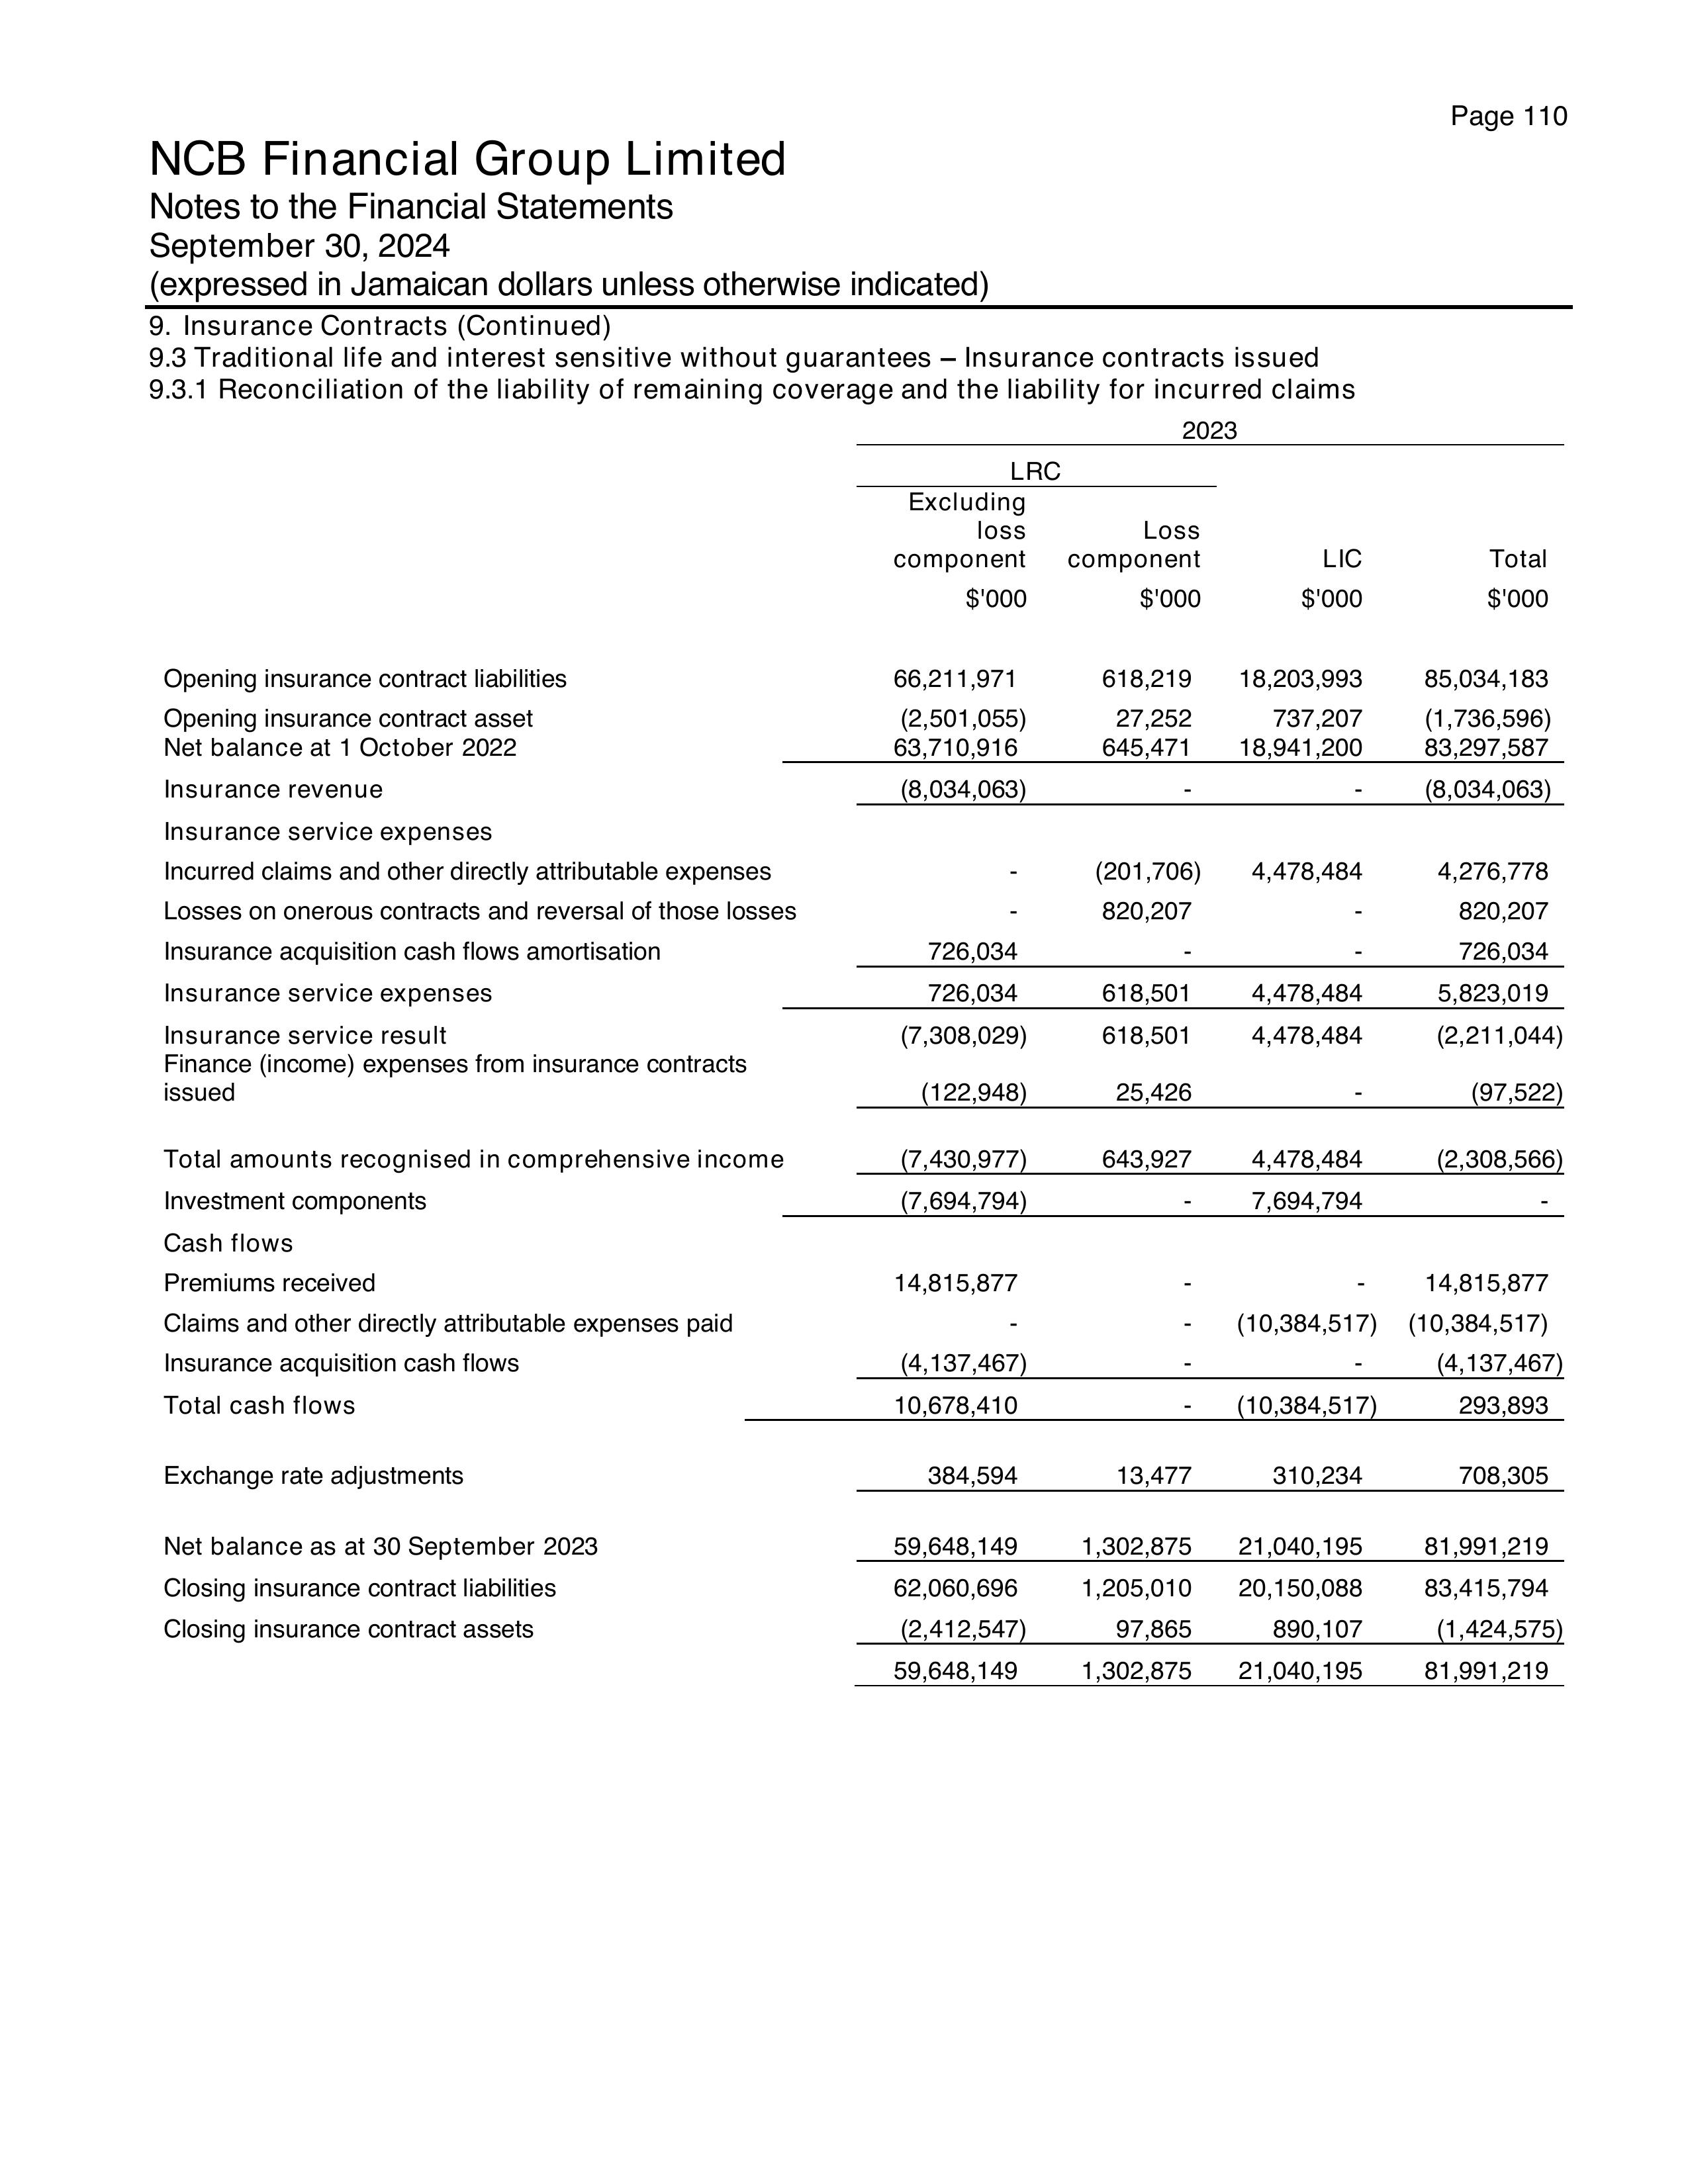 Page 110
NCB Financial Group Limited
Notes to the Financial Statements
September 30, 2024
(expressed in Jamaican dollars unless otherwise indicated)
9. Insurance Contracts (Continued)
9.3 Traditional life and interest sensitive without guarantees – Insurance contracts issued
9.3.1 Reconciliation of the liability of remaining coverage and the liability for incurred claims
2023
LRC
Excluding
loss Loss
component component LIC Total
$'000 $'000 $'000 $'000
Opening insurance contract liabilities 66,211,971 618,219 18,203,993 85,034,183
Opening insurance contract asset (2,501,055) 27,252 737,207 (1,736,596)
Net balance at 1 October 2022 63,710,916 645,471 18,941,200 83,297,587
Insurance revenue (8,034,063) - - (8,034,063)
Insurance service expenses
Incurred claims and other directly attributable expenses - (201,706) 4,478,484 4,276,778
Losses on onerous contracts and reversal of those losses - 820,207 - 820,207
Insurance acquisition cash flows amortisation 726,034 - - 726,034
Insurance service expenses 726,034 618,501 4,478,484 5,823,019
Insurance service result (7,308,029) 618,501 4,478,484 (2,211,044)
Finance (income) expenses from insurance contracts
issued (122,948) 25,426 - (97,522)
Total amounts recognised in comprehensive income (7,430,977) 643,927 4,478,484 (2,308,566)
Investment components (7,694,794) - 7,694,794 -
Cash flows
Premiums received 14,815,877 - - 14,815,877
Claims and other directly attributable expenses paid - - (10,384,517) (10,384,517)
Insurance acquisition cash flows (4,137,467) - - (4,137,467)
Total cash flows 10,678,410 - (10,384,517) 293,893
Exchange rate adjustments 384,594 13,477 310,234 708,305
Net balance as at 30 September 2023 59,648,149 1,302,875 21,040,195 81,991,219
Closing insurance contract liabilities 62,060,696 1,205,010 20,150,088 83,415,794
Closing insurance contract assets (2,412,547) 97,865 890,107 (1,424,575)
59,648,149 1,302,875 21,040,195 81,991,219